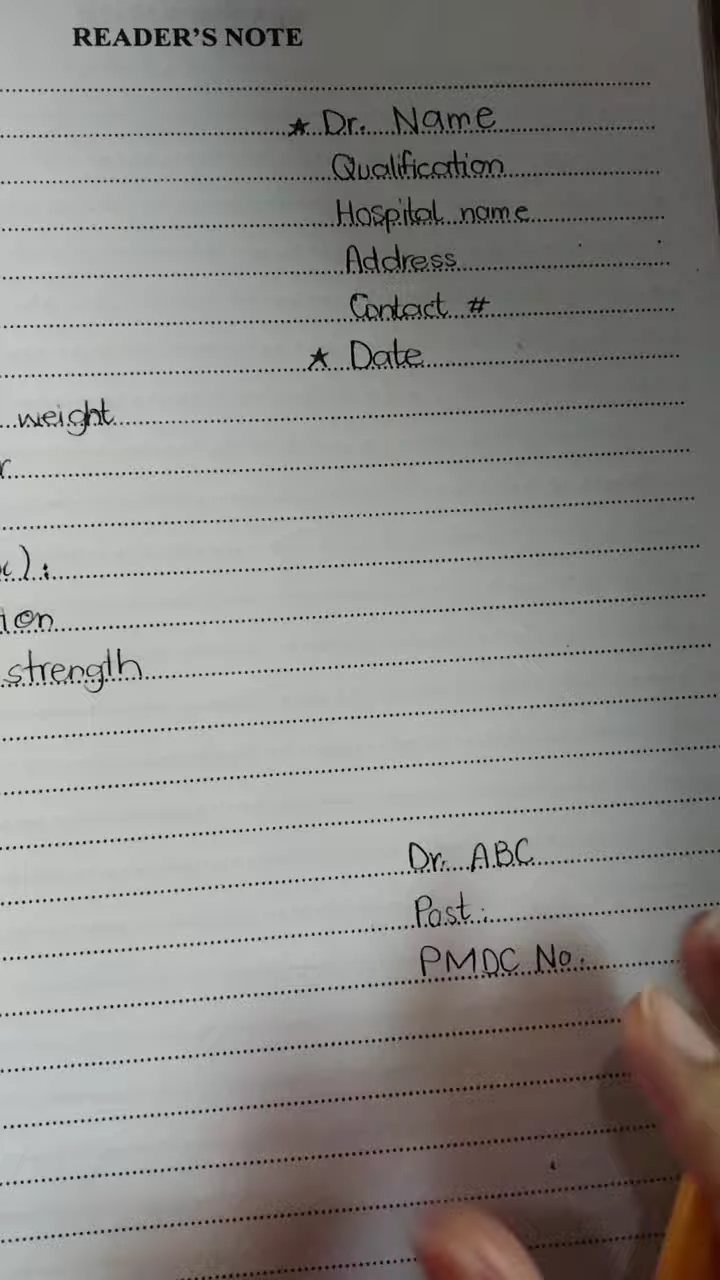 READER'S NOTE
★ Dr. Name
Qualification
Hospital name
Address
Contact #
★ Date
weight
strength
Dr. ABC
Post:
PMDC No: